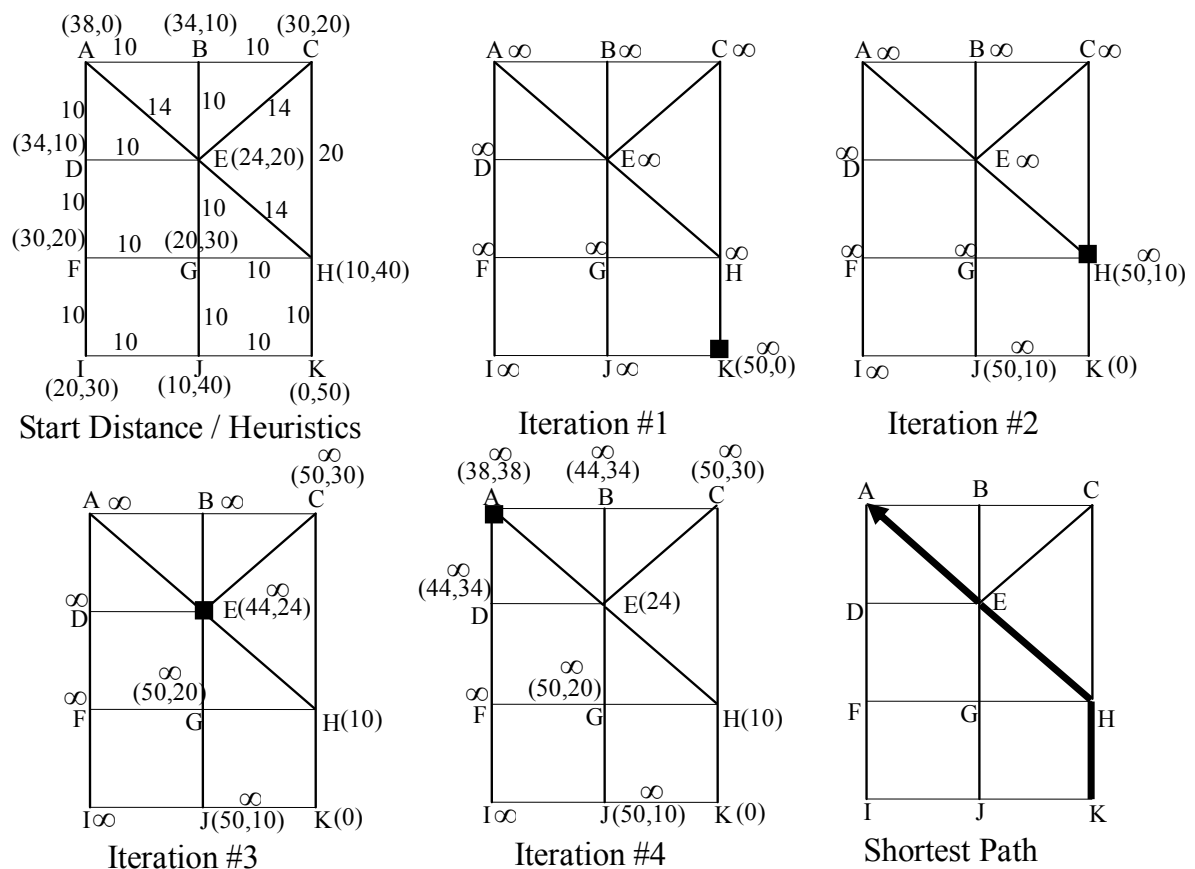 (38,0) (34,10) (30,20)
A 10 B 10 C
10 14 10 14
(34,10) 10 E(24,20) 20
D
10 10 14
(30,20) 10 (20,30)
F G 10 H(10,40)
10 10 10
10 10
I J K
(20,30) (10,40) (0,50)
Start Distance / Heuristics
A ∞ B ∞ C ∞
∞
D E ∞
∞ ∞ ∞
F G H
∞
I ∞ J ∞ K(50,0)
Iteration #1
A ∞ B ∞ C ∞
∞
D E ∞
∞ ∞ ∞
F G H(50,10)
∞
I ∞ J(50,10) K (0)
Iteration #2
∞
(50,30)
A ∞ B ∞ C
∞ ∞
D E(44,24)
∞
∞ (50,20)
F G H(10)
∞
I∞ J(50,10) K(0)
Iteration #3
∞ ∞ ∞
(38,38) (44,34) (50,30)
A B C
∞
(44,34)
D E(24)
∞
∞ (50,20)
F G H(10)
∞
I∞ J(50,10) K(0)
Iteration #4
A B C
D E
F G H
I J K
Shortest Path